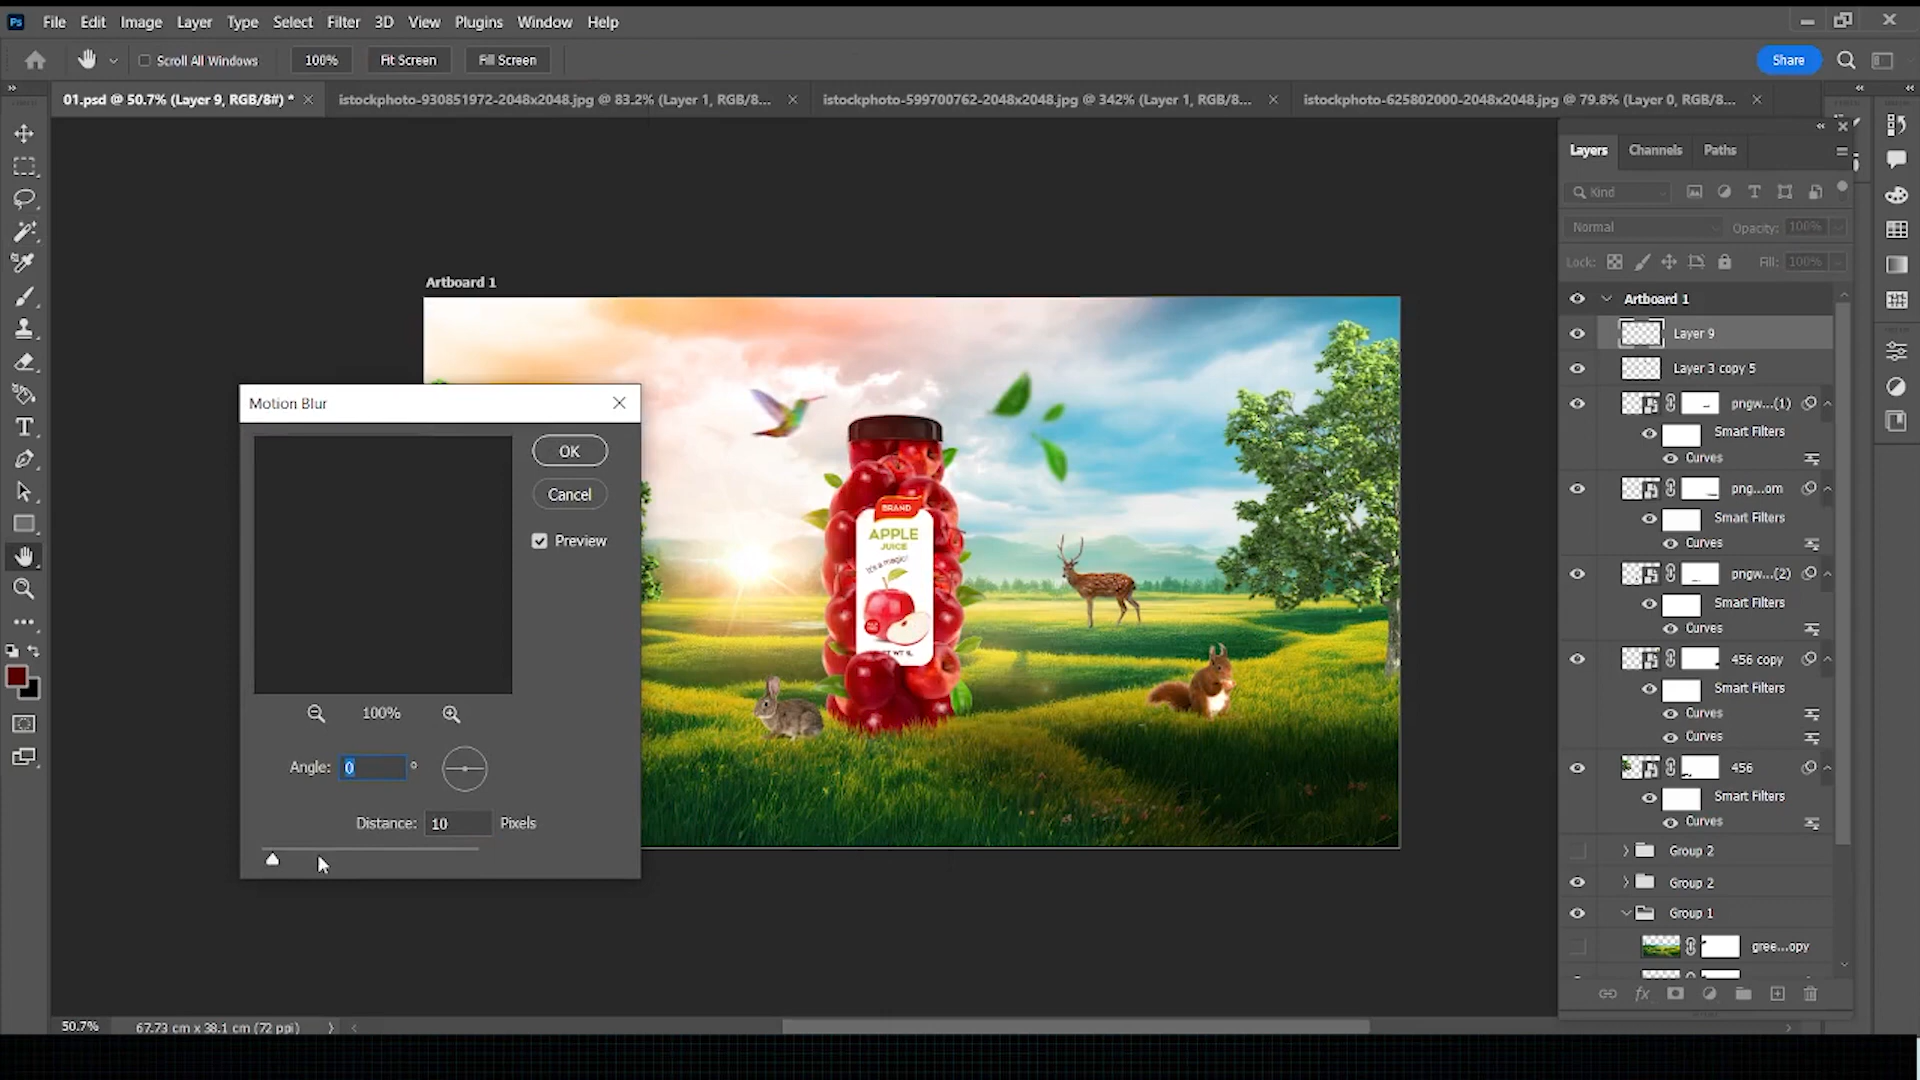 Ps File Edit Image Layer Type Select Filter 3D View Plugins Window Help
Scroll All Windows 100% Fit Screen Fill Screen Share
01.psd @ 50.7% (Layer 9, RGB/8#) * istockphoto-930851972-2048x2048.jpg @ 83.2% (Layer 1, RGB/8... istockphoto-599700762-2048x2048.jpg @ 342% (Layer 1, RGB/8... istockphoto-625802000-2048x2048.jpg @ 79.8% (Layer 0, RGB/8...
Layers Channels Paths
Kind
Normal Opacity: 100%
Lock: Fill: 100%
Artboard 1
Artboard 1
Layer 9
Layer 3 copy 5
pngw...(1)
Smart Filters
Curves
png...om
Smart Filters
Curves
pngw...(2)
Smart Filters
Curves
456 copy
Smart Filters
Curves
Curves
456
Smart Filters
Curves
Group 2
Group 2
Group 1
gree...opy
Motion Blur
OK
Cancel
Preview
100%
Angle: 0 °
Distance: 10 Pixels
BRAND
APPLE
JUICE
It's a magic!
WT 1L
50.7% 67.73 cm x 38.1 cm (72 ppi)